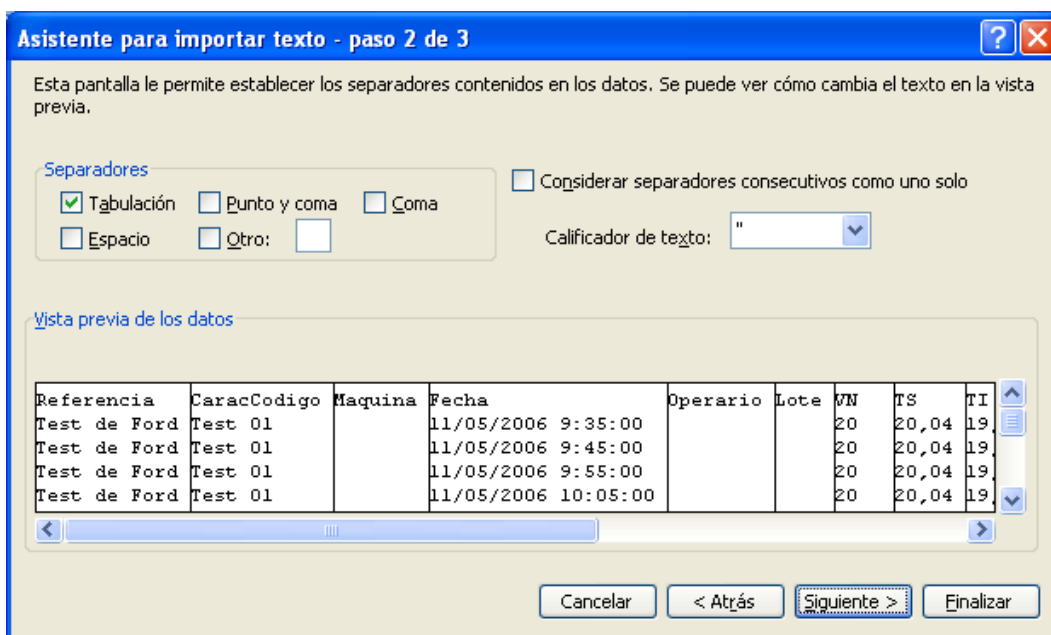 Asistente para importar texto - paso 2 de 3
Esta pantalla le permite establecer los separadores contenidos en los datos. Se puede ver cómo cambia el texto en la vista
previa.
Separadores
Tabulación Punto y coma Coma
Espacio Otro:
Considerar separadores consecutivos como uno solo
Calificador de texto: "
Vista previa de los datos
Referencia CaracCodigo Maquina Fecha Operario Lote VN TS TI
Test de Ford Test 01 11/05/2006 9:35:00 20 20,04 19,
Test de Ford Test 01 11/05/2006 9:45:00 20 20,04 19,
Test de Ford Test 01 11/05/2006 9:55:00 20 20,04 19,
Test de Ford Test 01 11/05/2006 10:05:00 20 20,04 19,
Cancelar < Atrás Siguiente > Finalizar